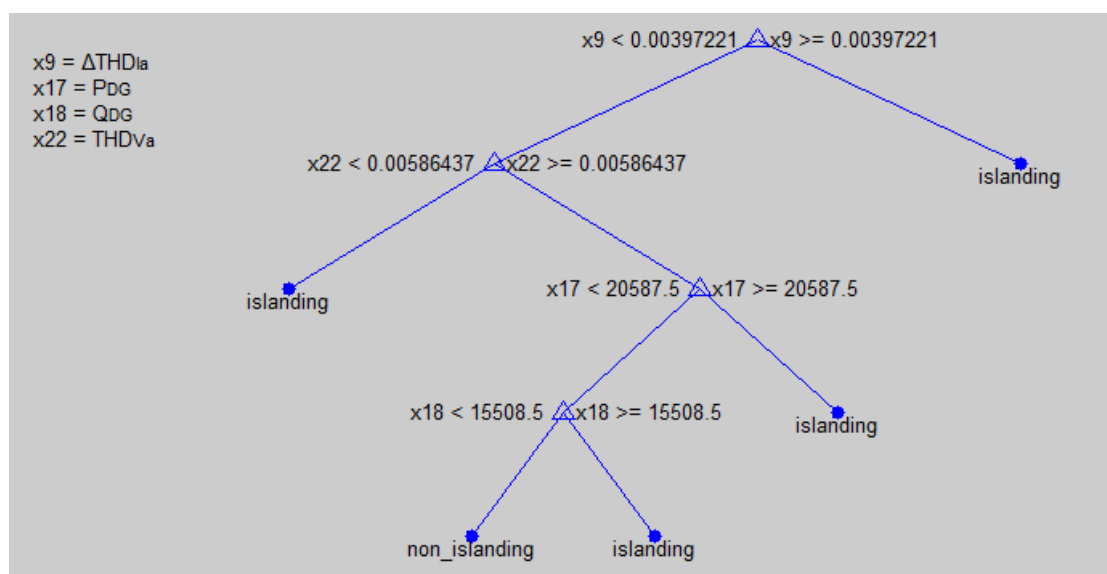 x9 = ΔTHDIa
x17 = PDG
x18 = QDG
x22 = THDVa
x9 < 0.00397221 x9 >= 0.00397221
x22 < 0.00586437 x22 >= 0.00586437
islanding
islanding
x17 < 20587.5 x17 >= 20587.5
x18 < 15508.5 x18 >= 15508.5
islanding
non_islanding islanding